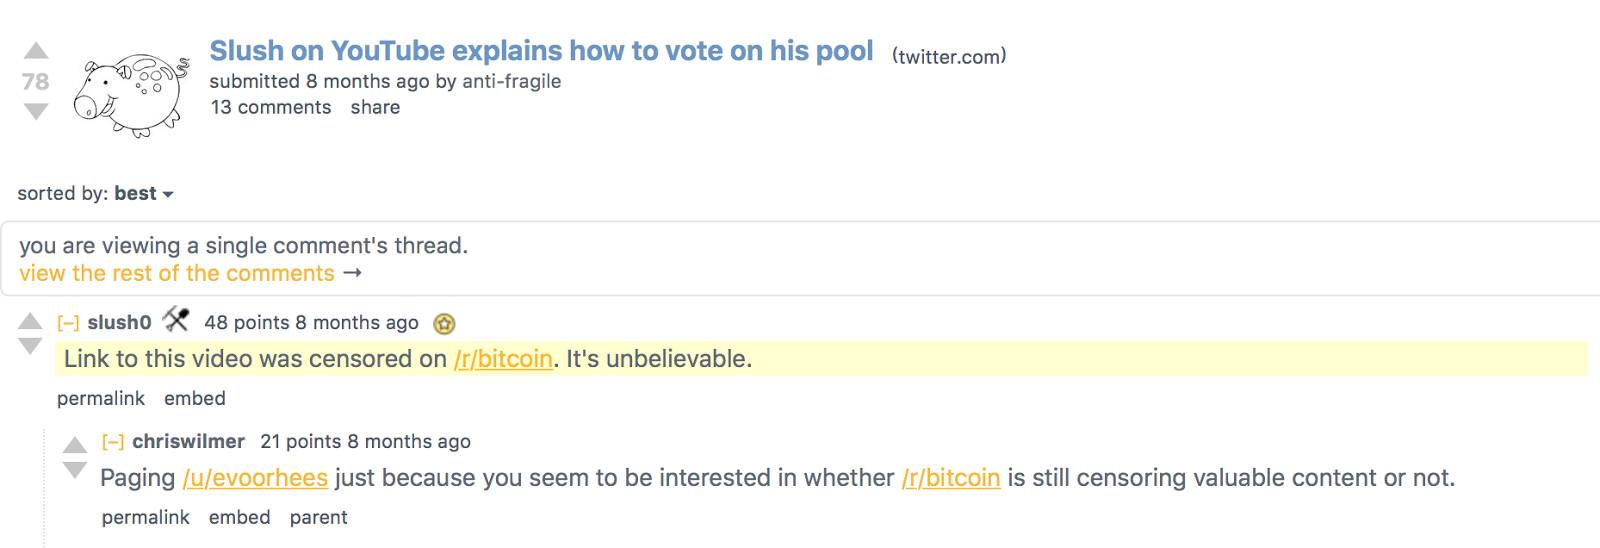 Slush on YouTube explains how to vote on his pool (twitter.com)
78
submitted 8 months ago by anti-fragile
13 comments share
sorted by: best
you are viewing a single comment's thread.
view the rest of the comments →
[–] slush0 48 points 8 months ago
Link to this video was censored on /r/bitcoin. It's unbelievable.
permalink embed
[–] chriswilmer 21 points 8 months ago
Paging /u/evoorhees just because you seem to be interested in whether /r/bitcoin is still censoring valuable content or not.
permalink embed parent